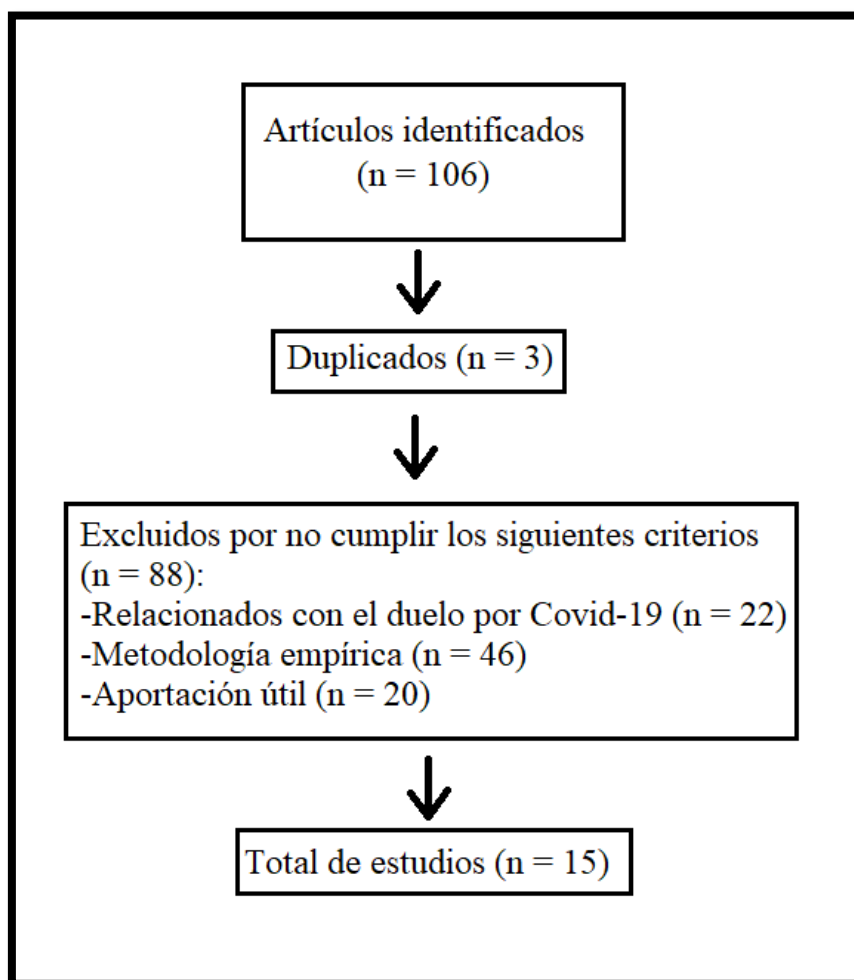 Artículos identificados
(n = 106)
Duplicados (n = 3)
Excluidos por no cumplir los siguientes criterios
(n = 88):
-Relacionados con el duelo por Covid-19 (n = 22)
-Metodología empírica (n = 46)
-Aportación útil (n = 20)
Total de estudios (n = 15)